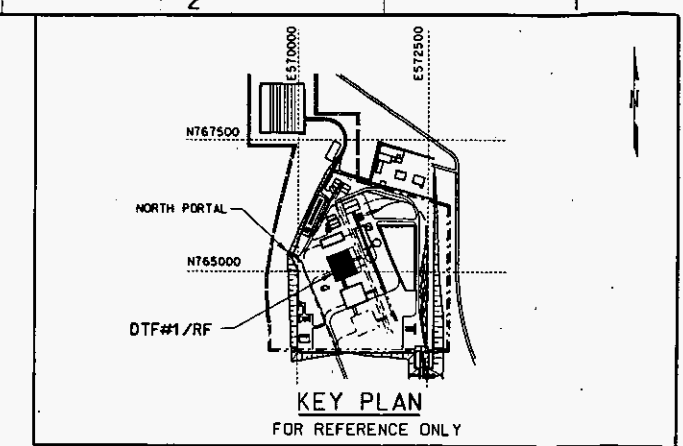 2
E570000
E572500
N
N767500
NORTH PORTAL
N765000
DTF#1/RF
KEY PLAN
FOR REFERENCE ONLY